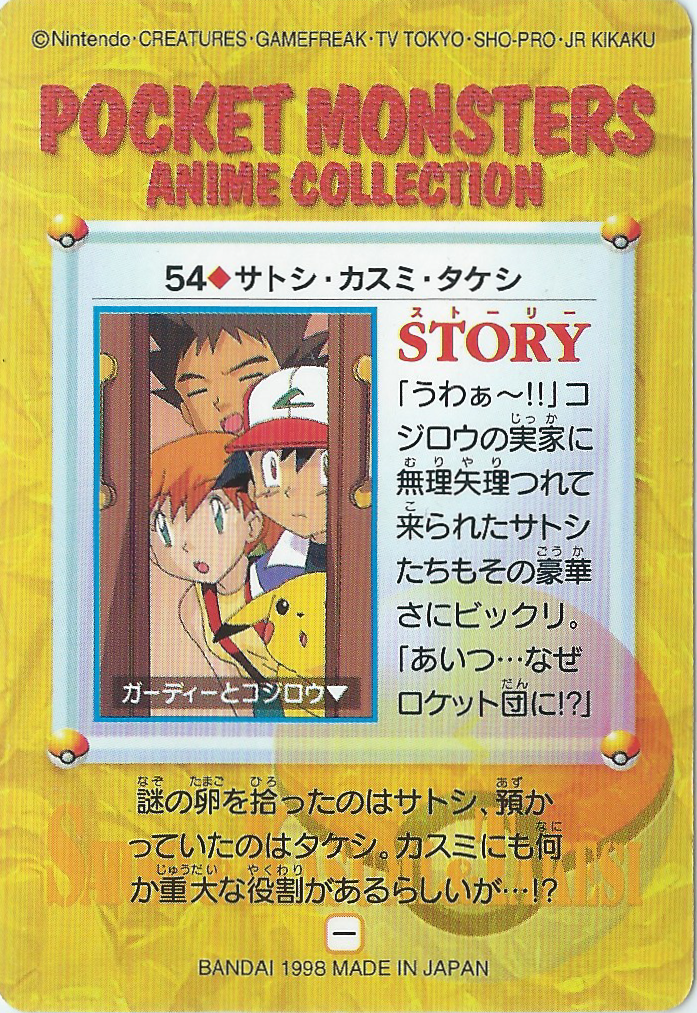 ©Nintendo·CREATURES·GAMEFREAK·TV TOKYO·SHO-PRO·JR KIKAKU
POCKET MONSTERS
ANIME COLLECTION
54◆サトシ・カスミ・タケシ
ストーリー
STORY
「うわぁ〜!!」コ
ジロウの実家に
無理矢理つれて
来られたサトシ
たちもその豪華
さにビックリ。
「あいつ…なぜ
ロケット団に!?」
ガーディーとコジロウ▼
謎の卵を拾ったのはサトシ、預か
っていたのはタケシ。カスミにも何
か重大な役割があるらしいが…!?
ー
BANDAI 1998 MADE IN JAPAN